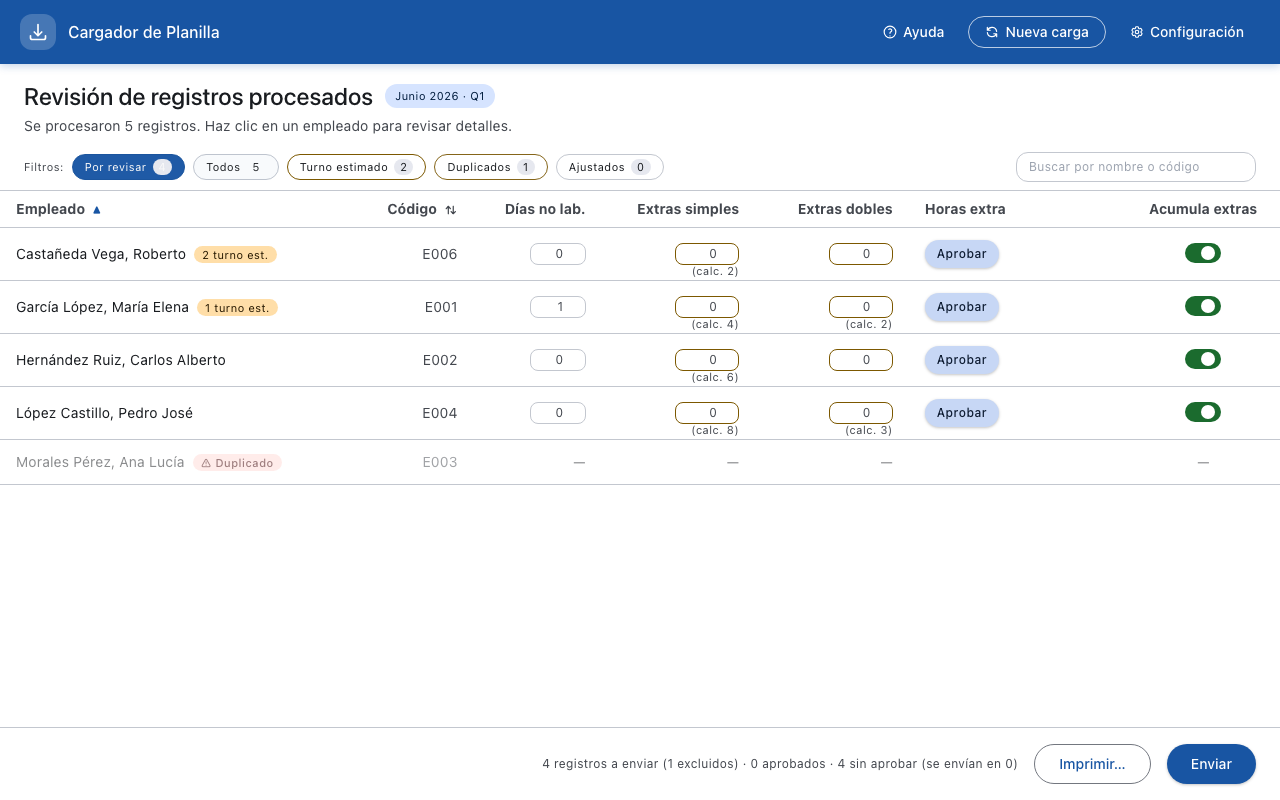 Cargador de Planilla
Ayuda
Nueva carga
Configuración
Revisión de registros procesados
Junio 2026 · Q1
Se procesaron 5 registros. Haz clic en un empleado para revisar detalles.
Filtros:
Por revisar
Todos 5
Turno estimado 2
Duplicados 1
Ajustados 0
Buscar por nombre o código
Empleado ▲ Código ⇅ Días no lab. Extras simples Extras dobles Horas extra Acumula extras
Castañeda Vega, Roberto 2 turno est. E006 0 0 0 Aprobar
(calc. 2)
García López, María Elena 1 turno est. E001 1 0 0 Aprobar
(calc. 4) (calc. 2)
Hernández Ruiz, Carlos Alberto E002 0 0 0 Aprobar
(calc. 6)
López Castillo, Pedro José E004 0 0 0 Aprobar
(calc. 8) (calc. 3)
Morales Pérez, Ana Lucía Duplicado E003 — — — —
4 registros a enviar (1 excluidos) · 0 aprobados · 4 sin aprobar (se envían en 0)
Imprimir...
Enviar